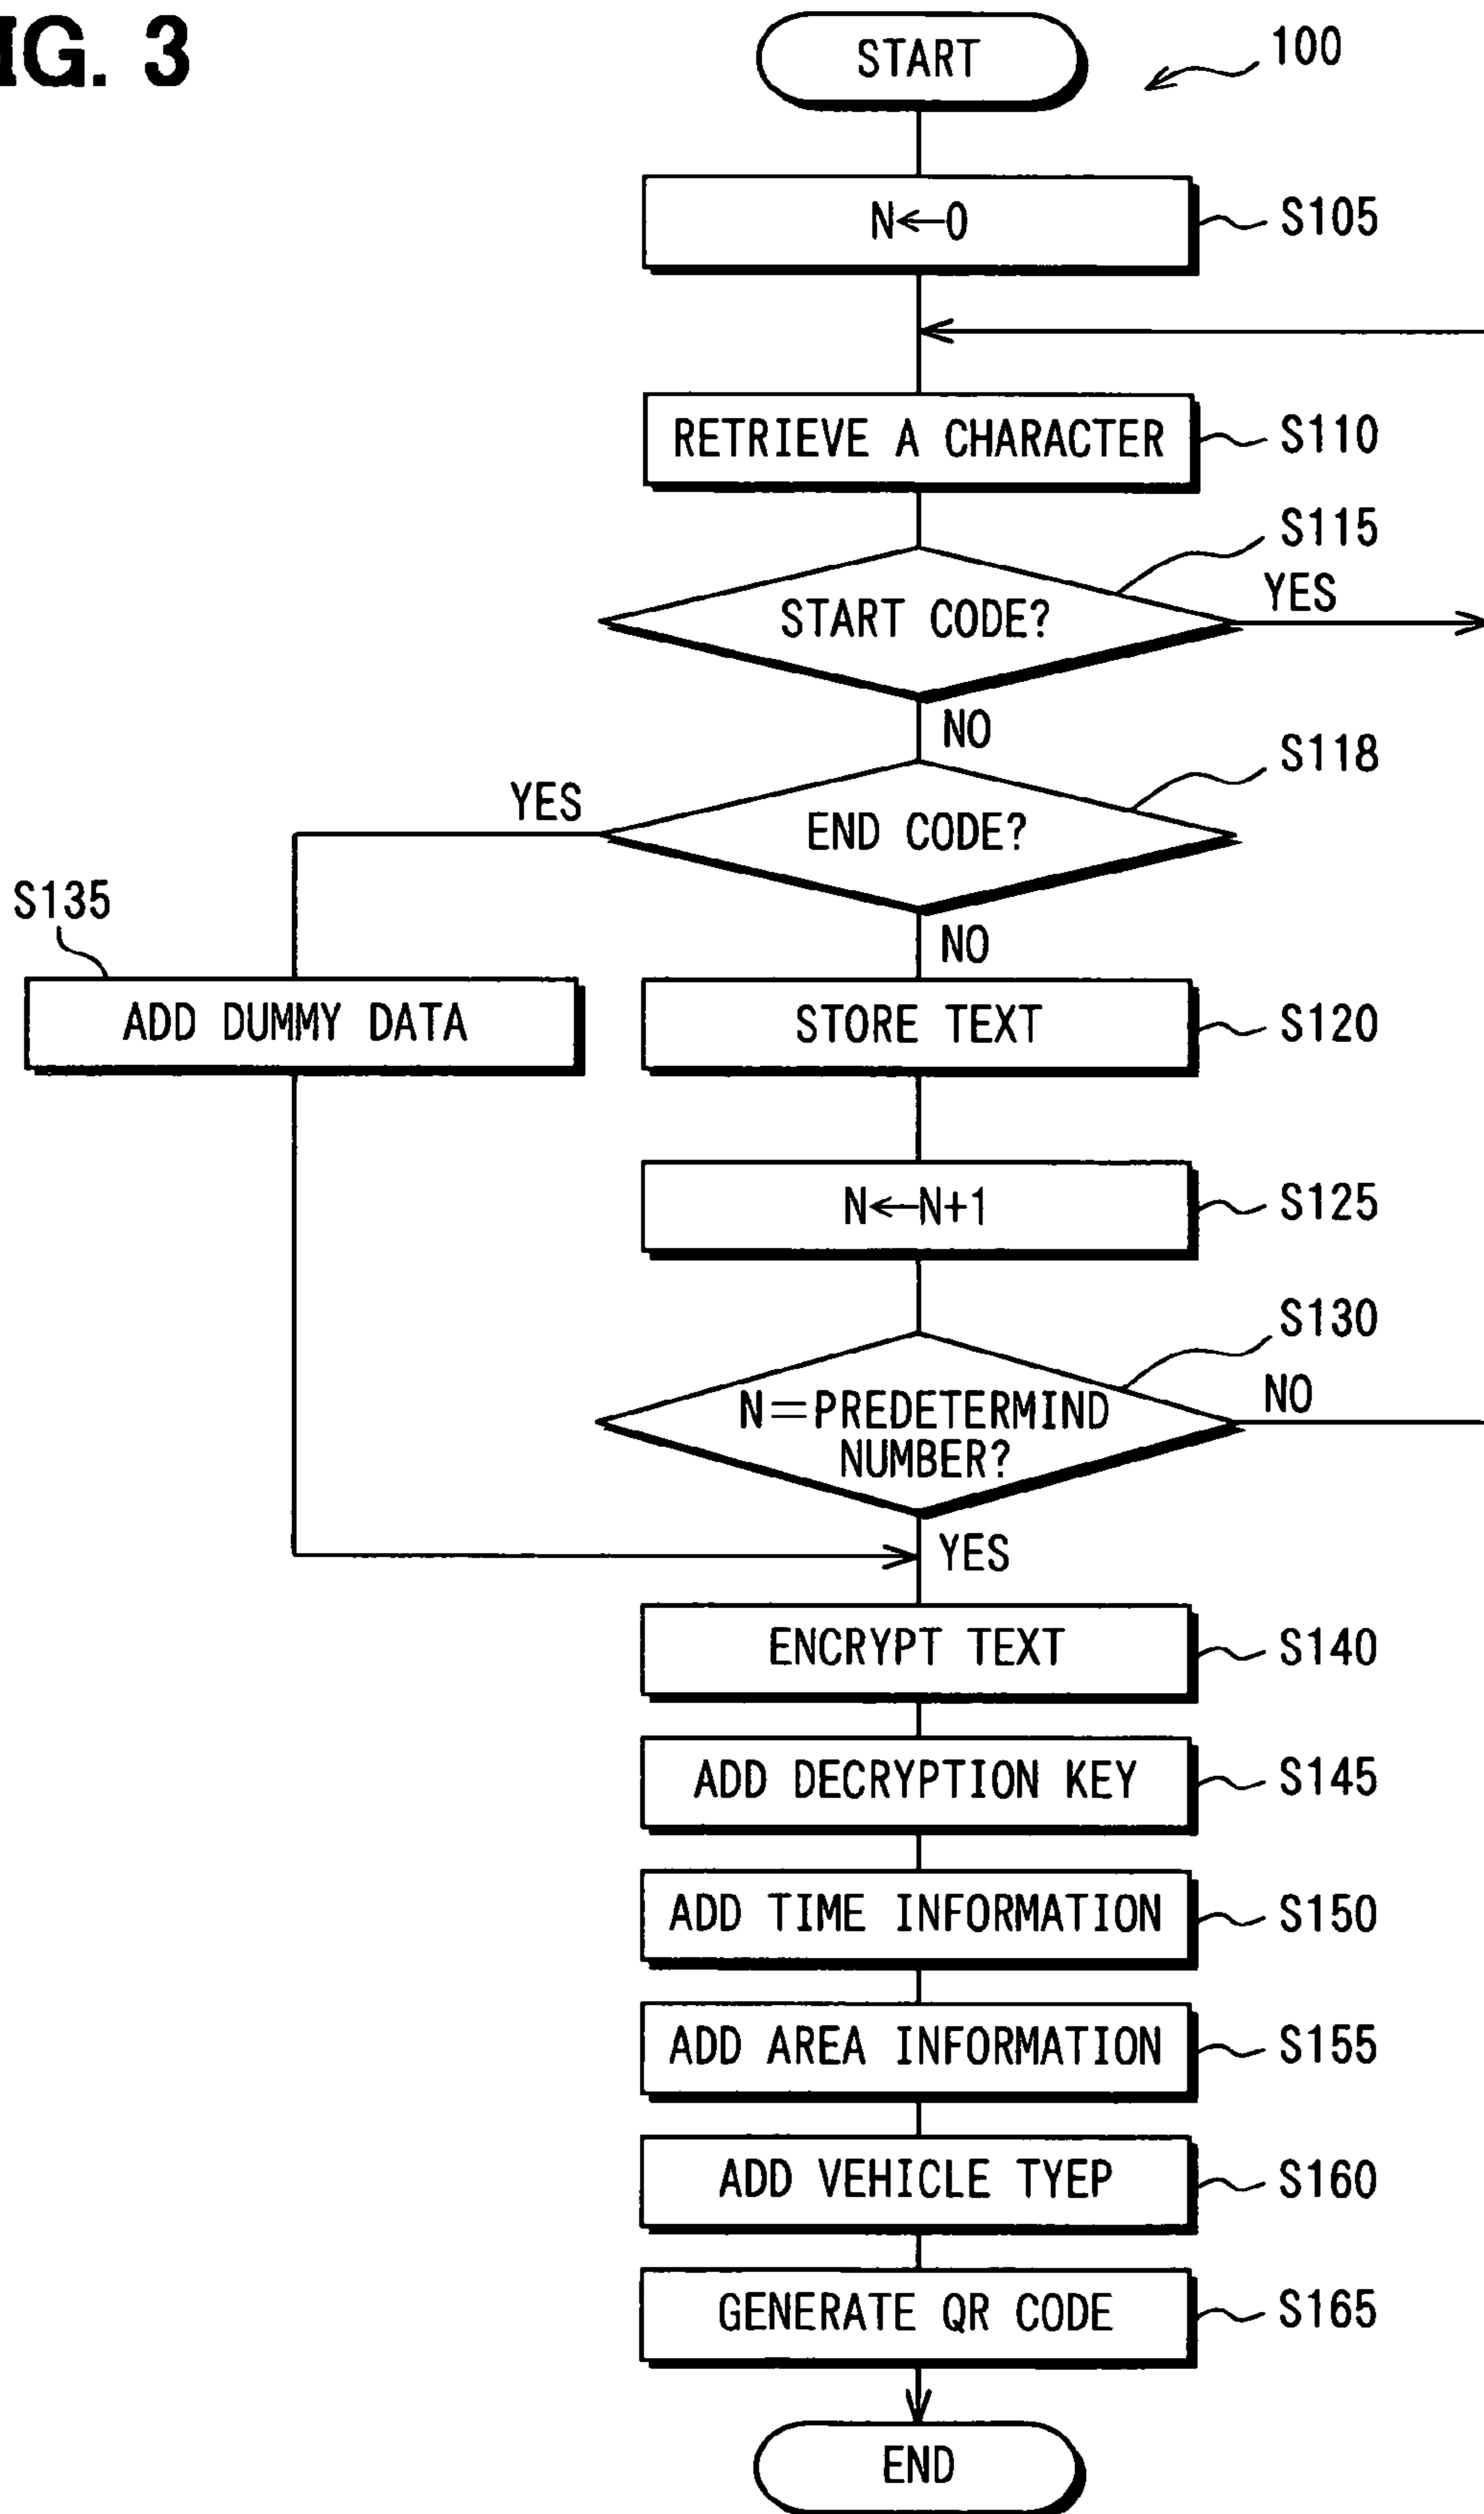 IG. 3
START
100
N←0
S105
RETRIEVE A CHARACTER
S110
S115
START CODE?
YES
NO
S118
END CODE?
YES
NO
S135
ADD DUMMY DATA
STORE TEXT
S120
N←N+1
S125
S130
N=PREDETERMIND
NUMBER?
NO
YES
ENCRYPT TEXT
S140
ADD DECRYPTION KEY
S145
ADD TIME INFORMATION
S150
ADD AREA INFORMATION
S155
ADD VEHICLE TYEP
S160
GENERATE QR CODE
S165
END